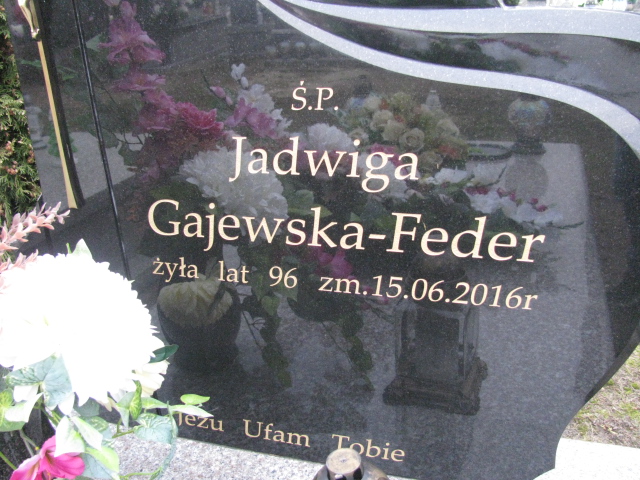 Ś.P.
Jadwiga
Gajewska-Feder
żyła lat 96 zm.15.06.2016r
Jezu Ufam Tobie